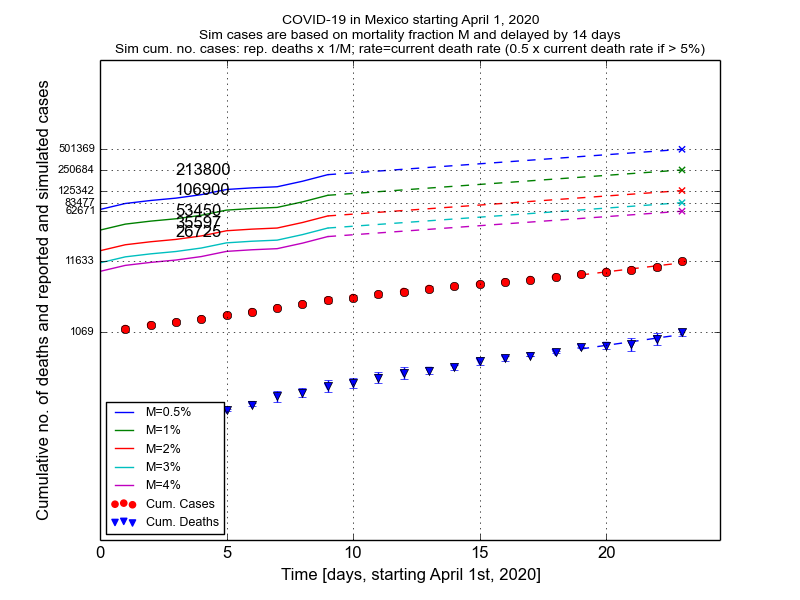 COVID-19 in Mexico starting April 1, 2020
Sim cases are based on mortality fraction M and delayed by 14 days
Sim cum. no. cases: rep. deaths x 1/M; rate=current death rate (0.5 x current death rate if > 5%)
Cumulative no. of deaths and reported and simulated cases
501369
250684
125342
83477
62671
11633
1069
213800
106900
53450
35597
26725
M=0.5%
M=1%
M=2%
M=3%
M=4%
Cum. Cases
Cum. Deaths
0 5 10 15 20
Time [days, starting April 1st, 2020]